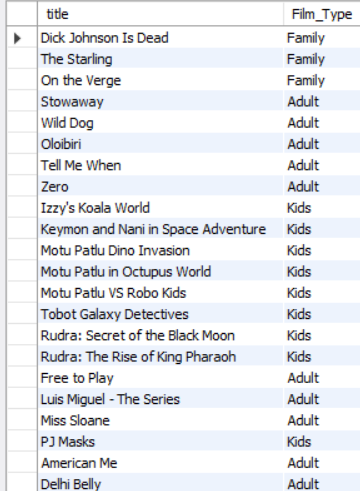 title Film_Type
Dick Johnson Is Dead Family
The Starling Family
On the Verge Family
Stowaway Adult
Wild Dog Adult
Oloibiri Adult
Tell Me When Adult
Zero Adult
Izzy's Koala World Kids
Keymon and Nani in Space Adventure Kids
Motu Patlu Dino Invasion Kids
Motu Patlu in Octupus World Kids
Motu Patlu VS Robo Kids Kids
Tobot Galaxy Detectives Kids
Rudra: Secret of the Black Moon Kids
Rudra: The Rise of King Pharaoh Kids
Free to Play Adult
Luis Miguel - The Series Adult
Miss Sloane Adult
PJ Masks Kids
American Me Adult
Delhi Belly Adult